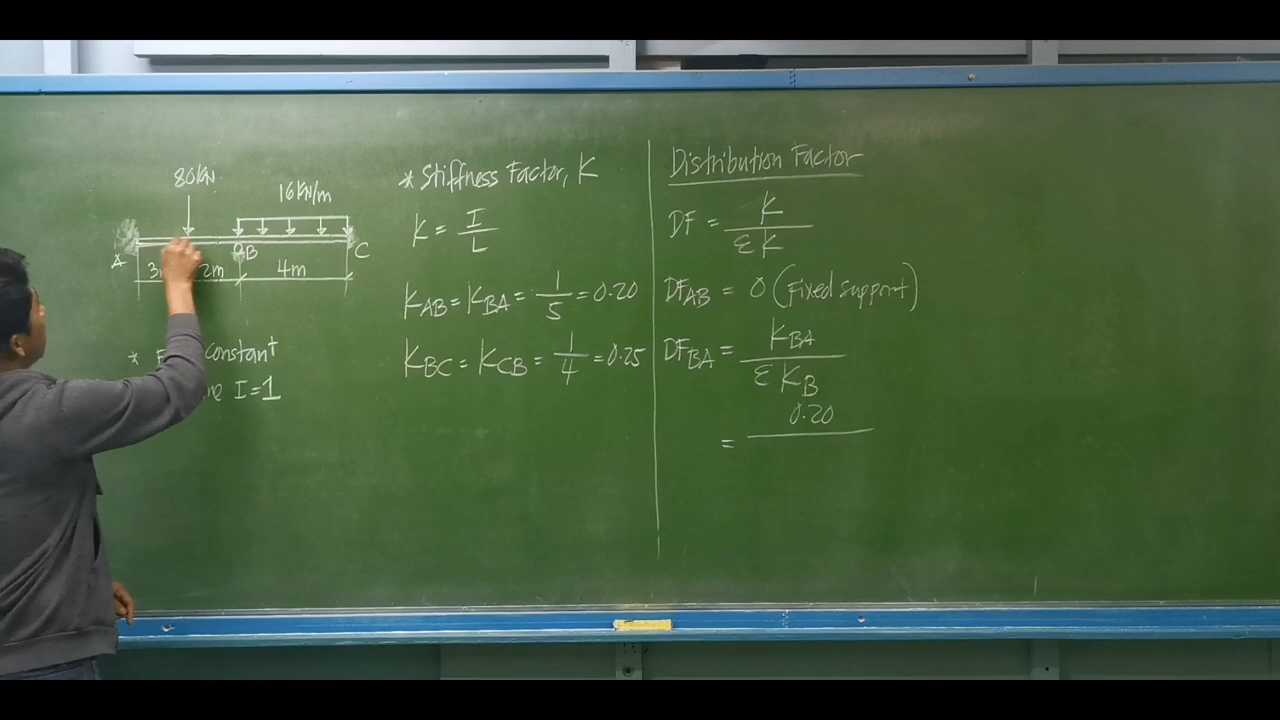 80KN
16KN/m
A
B
C
2m
4m
* constant
I=1
* Stiffness Factor, K
K = I/L
K_AB = K_BA = 1/5 = 0.20
K_BC = K_CB = 1/4 = 0.25
Distribution Factor
DF = K/ΣK
DF_AB = 0 (Fixed support)
DF_BA = K_BA/ΣK_B
= 0.20/